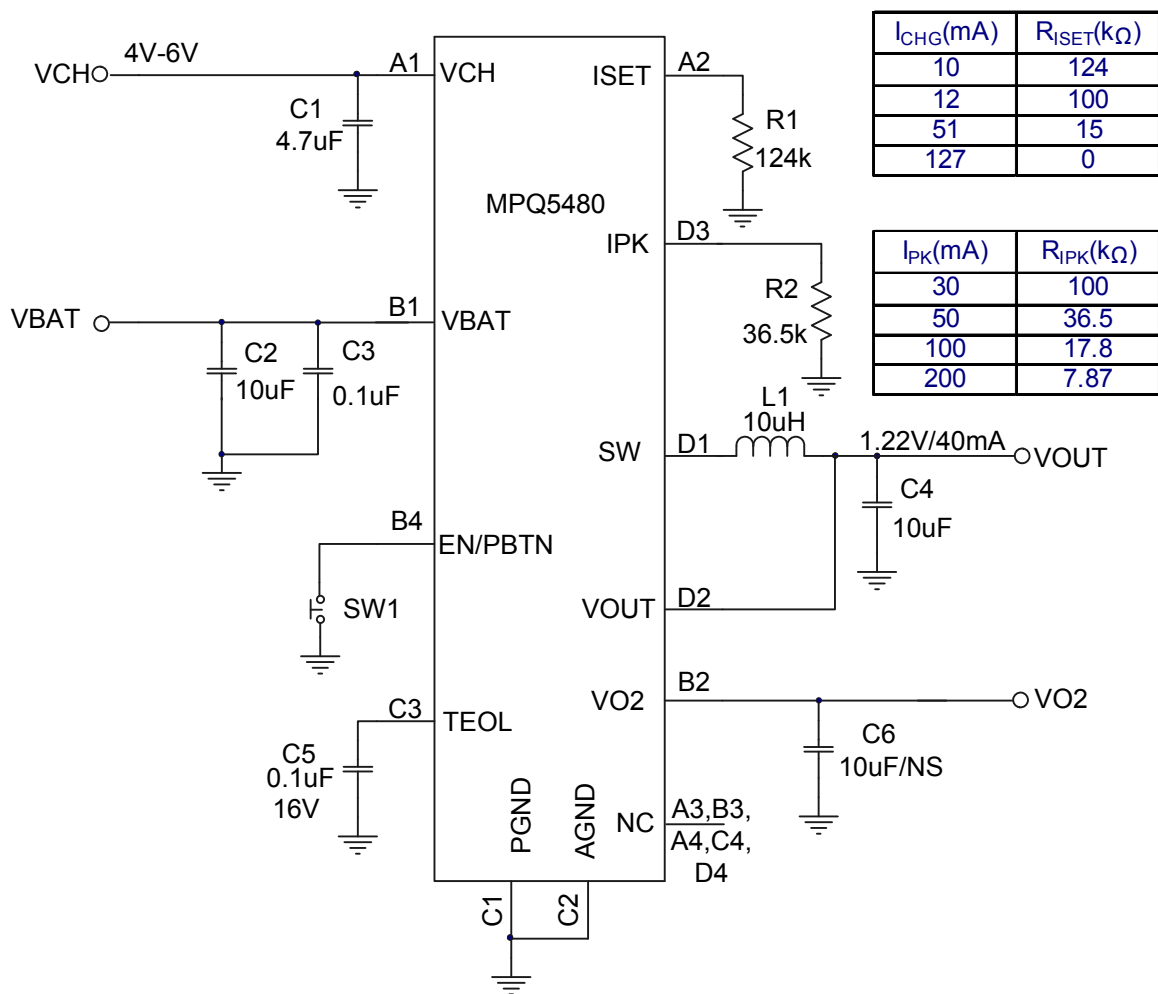 I_CHG(mA) R_ISET(kΩ)
10 124
12 100
51 15
127 0
I_PK(mA) R_IPK(kΩ)
30 100
50 36.5
100 17.8
200 7.87
VCH
4V-6V
A1
VCH
C1
4.7uF
ISET
A2
R1
124k
MPQ5480
IPK
D3
R2
36.5k
VBAT
B1
VBAT
C2
10uF
C3
0.1uF
SW
D1
L1
10uH
1.22V/40mA
VOUT
C4
10uF
B4
EN/PBTN
SW1
VOUT
D2
C3
TEOL
C5
0.1uF
16V
VO2
B2
VO2
C6
10uF/NS
NC
A3,B3,
A4,C4,
D4
PGND
AGND
C1
C2